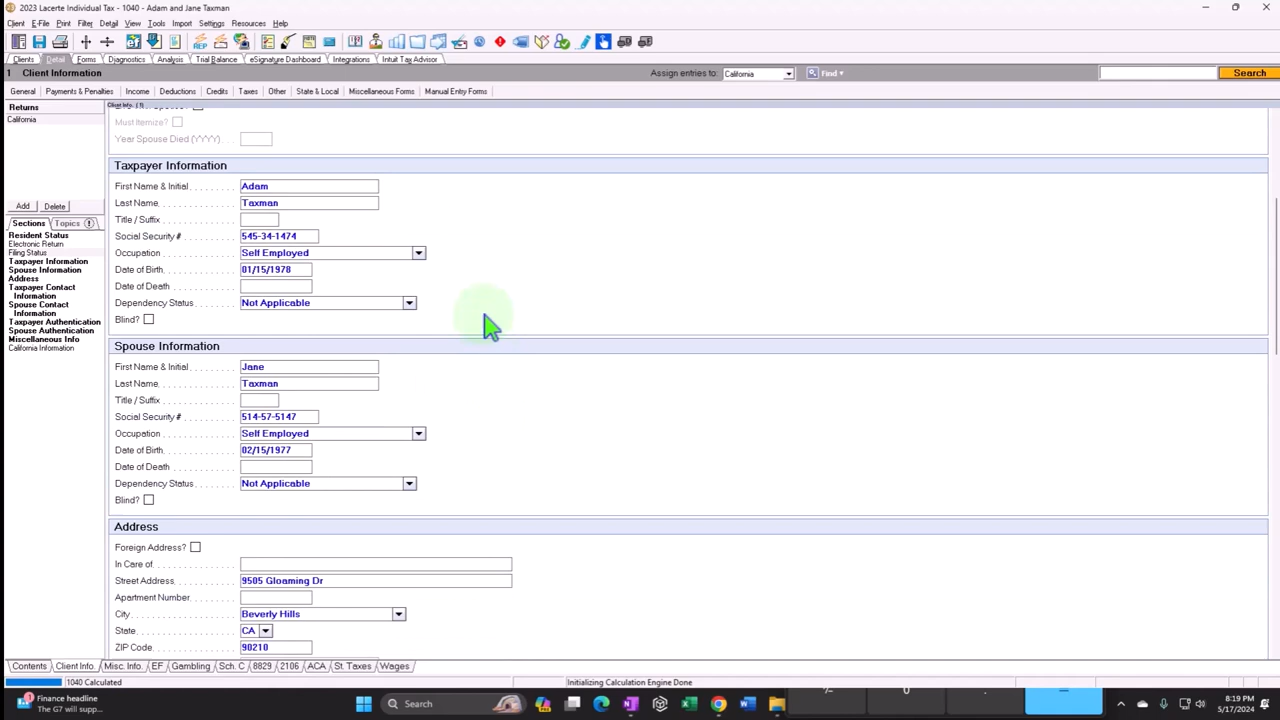 2023 Lacerte Individual Tax - 1040 - Adam and Jane Taxman
Client E-File Print Filter Detail View Tools Import Settings Resources Help
Clients Detail Forms Diagnostics Analysis Trial Balance eSignature Dashboard Integrations Intuit Tax Advisor
1 Client Information Assign entries to: California Find Search
General Payments & Penalties Income Deductions Credits Taxes Other State & Local Miscellaneous Forms Manual Entry Forms
Returns
California
Add Delete
Sections Topics
Resident Status
Electronic Return
Filing Status
Taxpayer Information
Spouse Information
Address
Taxpayer Contact
Information
Spouse Contact
Information
Taxpayer Authentication
Spouse Authentication
Miscellaneous Info
California Information
Client Info. (1)
Must Itemize?
Year Spouse Died ('Y'Y'Y'Y')
Taxpayer Information
First Name & Initial Adam
Last Name Taxman
Title / Suffix
Social Security # 545-34-1474
Occupation Self Employed
Date of Birth 01/15/1978
Date of Death
Dependency Status Not Applicable
Blind?
Spouse Information
First Name & Initial Jane
Last Name Taxman
Title / Suffix
Social Security # 514-57-5147
Occupation Self Employed
Date of Birth 02/15/1977
Date of Death
Dependency Status Not Applicable
Blind?
Address
Foreign Address?
In Care of
Street Address 9505 Gloaming Dr
Apartment Number
City Beverly Hills
State CA
ZIP Code 90210
Contents Client Info. Misc. Info. EF Gambling Sch. C 8829 2106 ACA St. Taxes Wages
1040 Calculated Initializing Calculation Engine Done
Finance headline
The G7 will supp...
Search
8:19 PM
5/17/2024